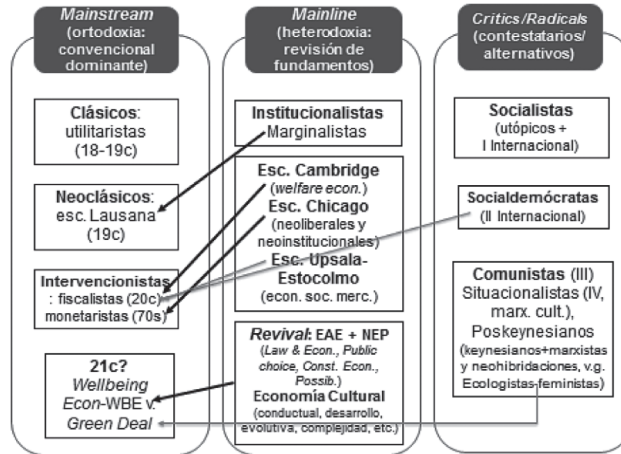 Mainstream
(ortodoxia:
convencional
dominante)
Clásicos:
utilitaristas
(18-19c)
Neoclásicos:
esc. Lausana
(19c)
Intervencionistas
: fiscalistas (20c)
monetaristas (70s)
21c?
Wellbeing
Econ-WBE v.
Green Deal
Mainline
(heterodoxia:
revisión de
fundamentos)
Institucionalistas
Marginalistas
Esc. Cambridge
(welfare econ.)
Esc. Chicago
(neoliberales y
neoinstitucionales)
Esc. Upsala-
Estocolmo
(econ. soc. merc.)
Revival: EAE + NEP
(Law & Econ., Public
choice, Const. Econ.,
Possib.)
Economía Cultural
(conductual, desarrollo,
evolutiva, complejidad, etc.)
Critics/Radicals
(contestatarios/
alternativos)
Socialistas
(utópicos +
I Internacional)
Socialdemócratas
(II Internacional)
Comunistas (III)
Situacionalistas (IV,
marx. cult.),
Poskeynesianos
(keynesianos+marxistas
y neohibridaciones, v.g.
Ecologistas-feministas)